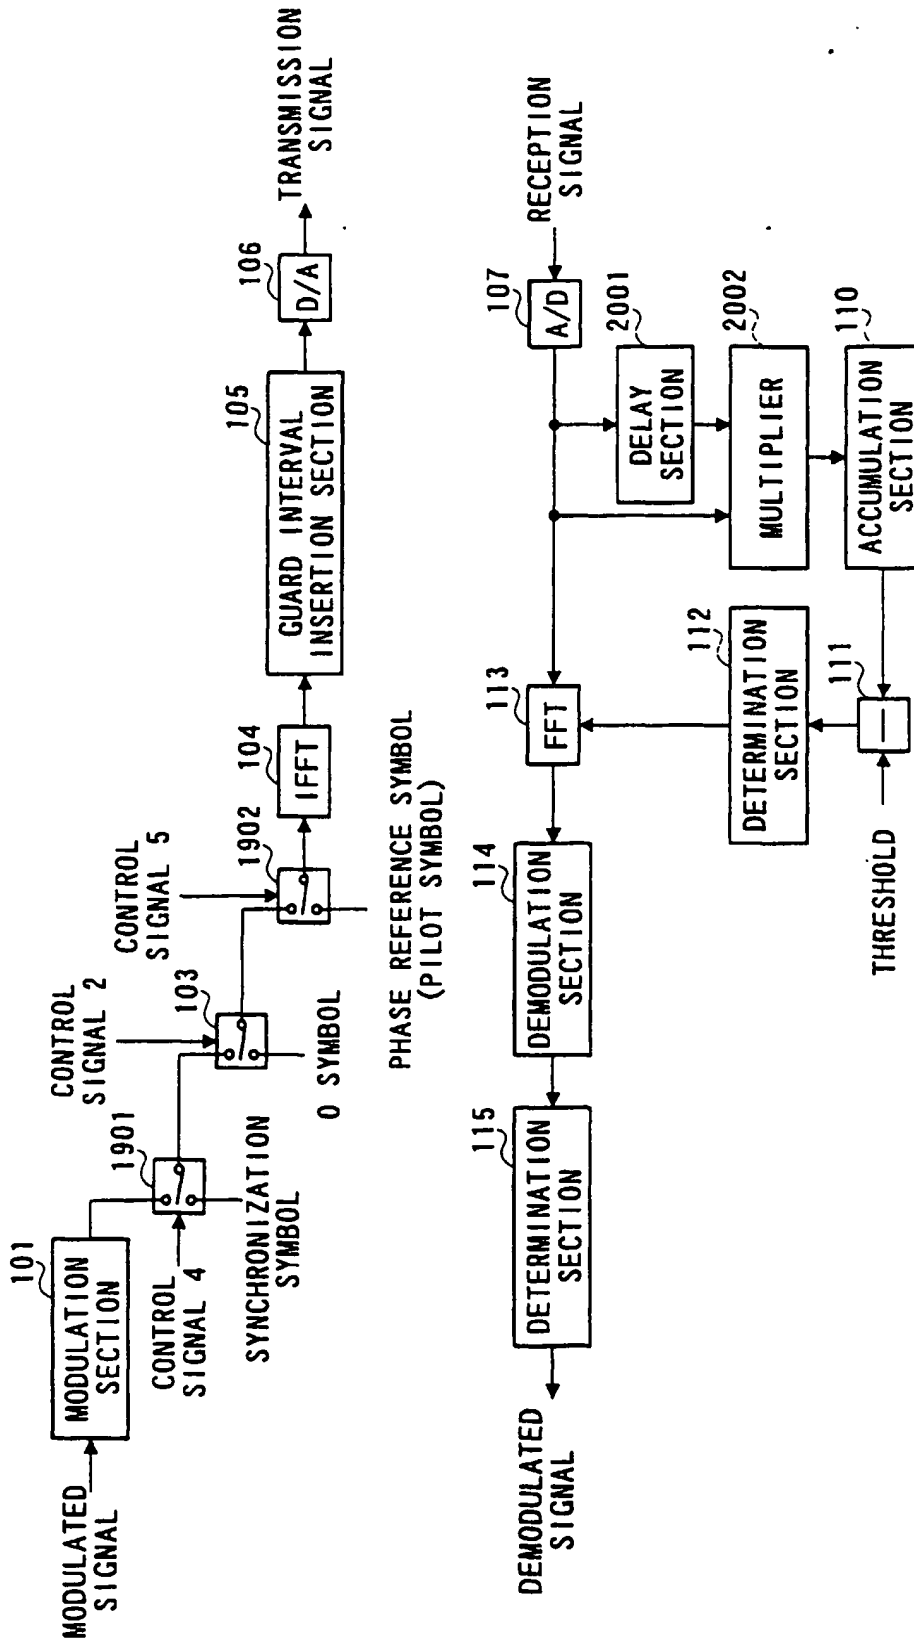 MODULATED
SIGNAL
101
MODULATION
SECTION
CONTROL
SIGNAL 4
1901
SYNCHRONIZATION
SYMBOL
CONTROL
SIGNAL 2
103
0 SYMBOL
CONTROL
SIGNAL 5
1902
PHASE REFERENCE SYMBOL
(PILOT SYMBOL)
104
IFFT
105
GUARD INTERVAL
INSERTION SECTION
106
D/A
TRANSMISSION
SIGNAL
RECEPTION
SIGNAL
107
A/D
2001
DELAY
SECTION
2002
MULTIPLIER
110
ACCUMULATION
SECTION
111
THRESHOLD
112
DETERMINATION
SECTION
113
FFT
114
DEMODULATION
SECTION
115
DETERMINATION
SECTION
DEMODULATED
SIGNAL